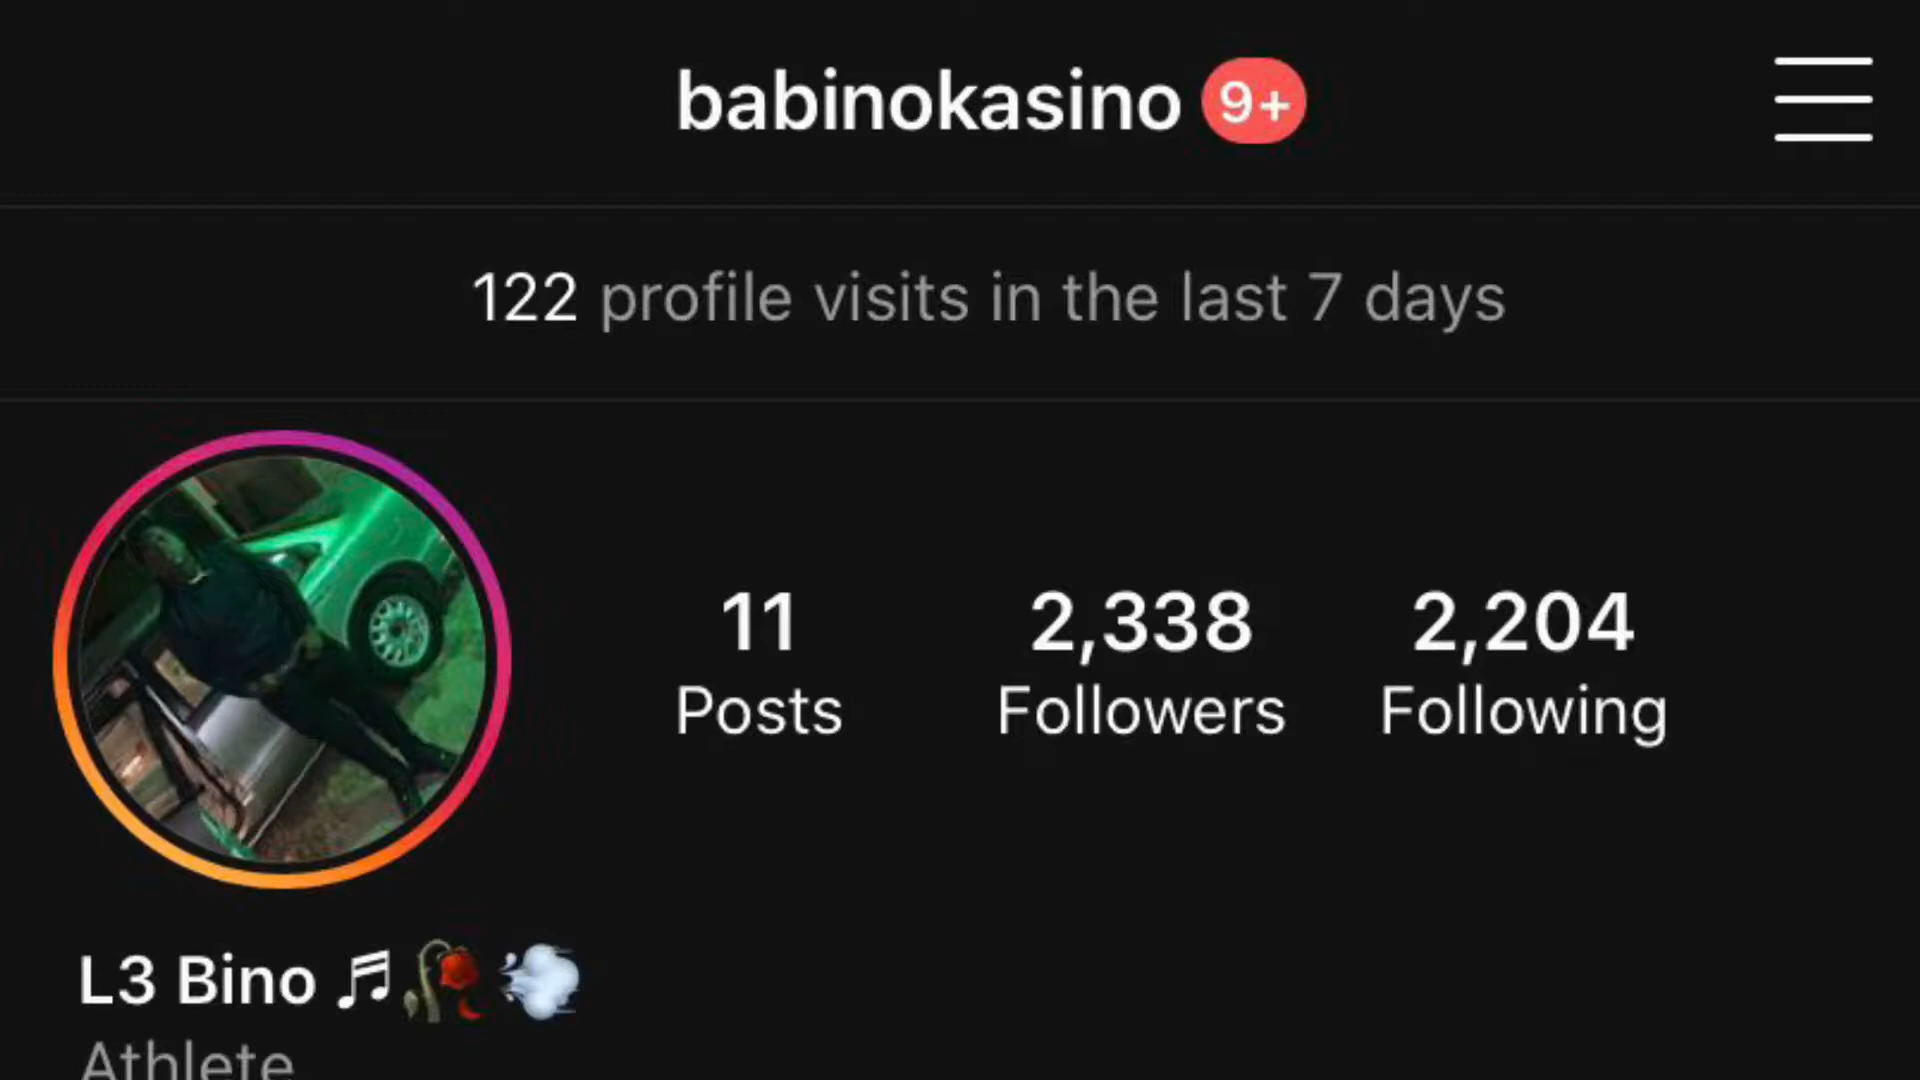 babinokasino 9+
122 profile visits in the last 7 days
11 2,338 2,204
Posts Followers Following
L3 Bino 🎵🥀💨
Athlete